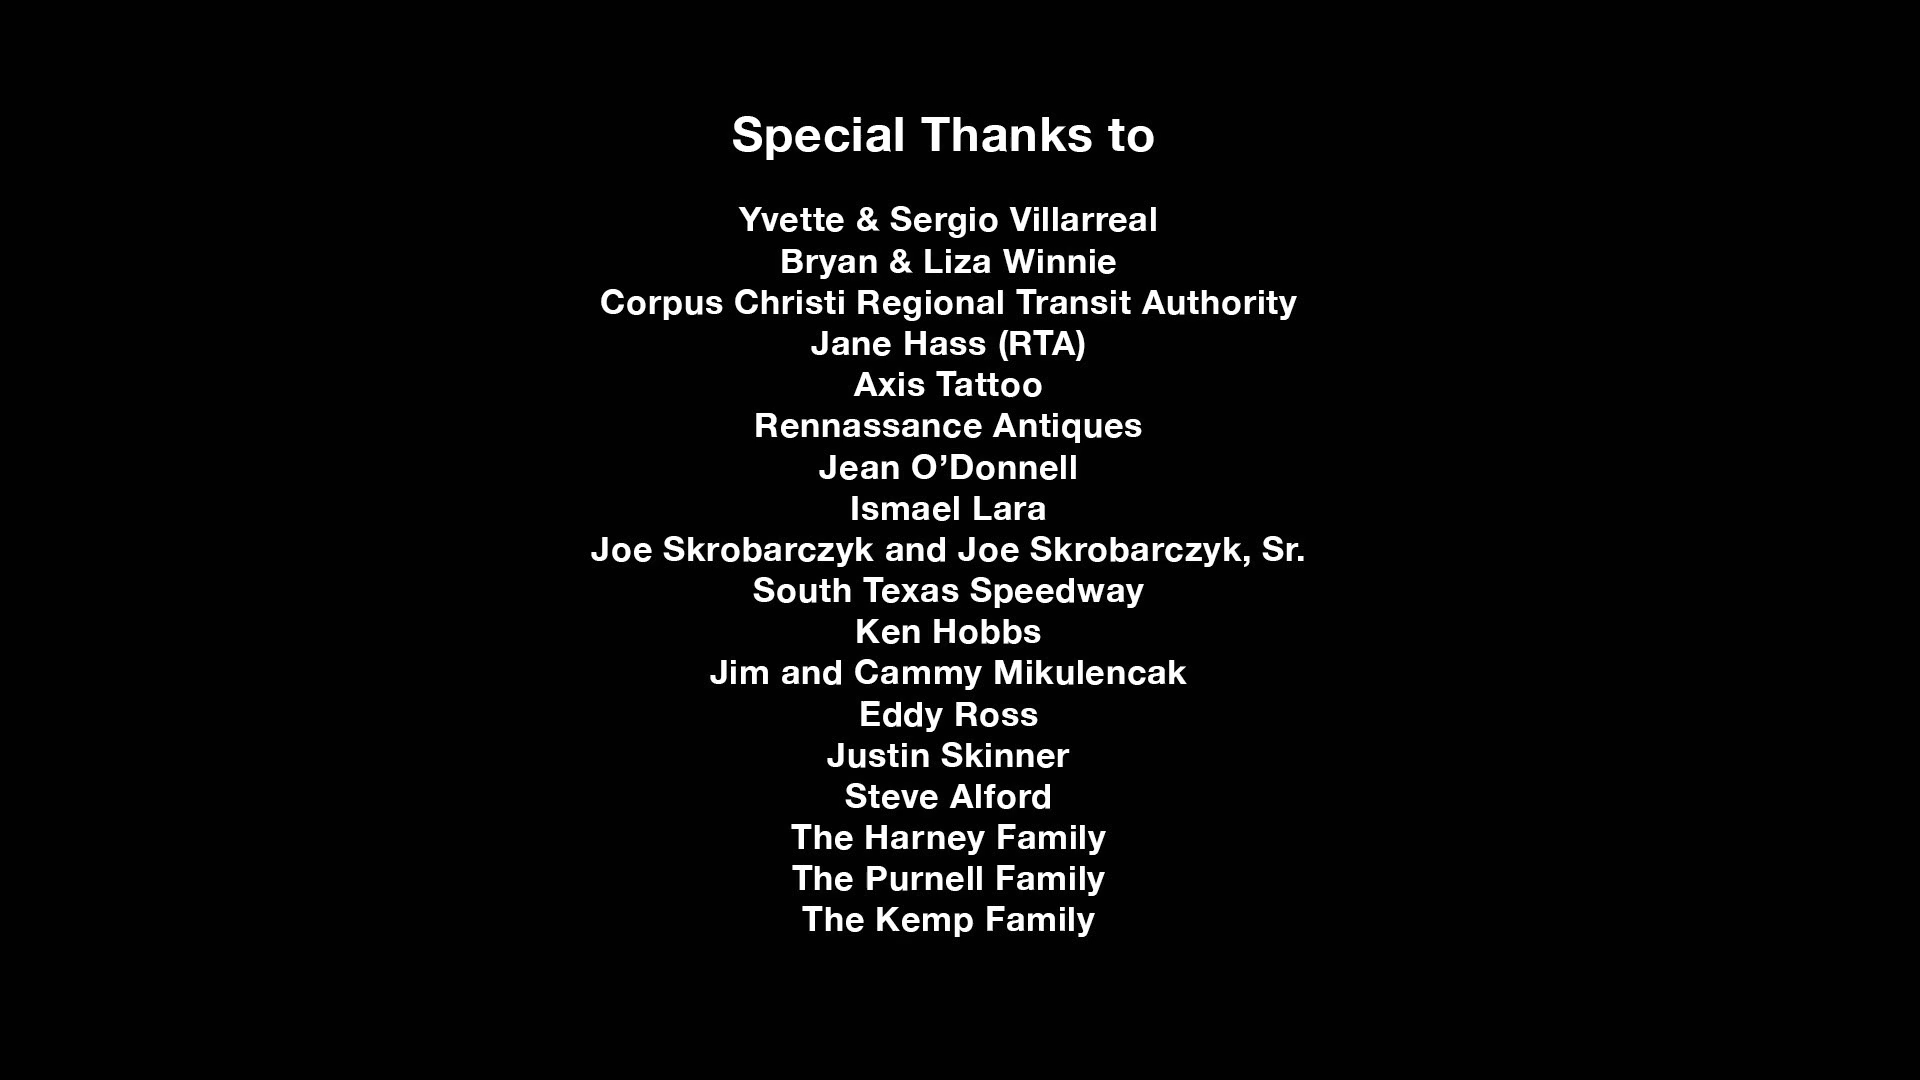 Special Thanks to
Yvette & Sergio Villarreal
Bryan & Liza Winnie
Corpus Christi Regional Transit Authority
Jane Hass (RTA)
Axis Tattoo
Rennassance Antiques
Jean O’Donnell
Ismael Lara
Joe Skrobarczyk and Joe Skrobarczyk, Sr.
South Texas Speedway
Ken Hobbs
Jim and Cammy Mikulencak
Eddy Ross
Justin Skinner
Steve Alford
The Harney Family
The Purnell Family
The Kemp Family